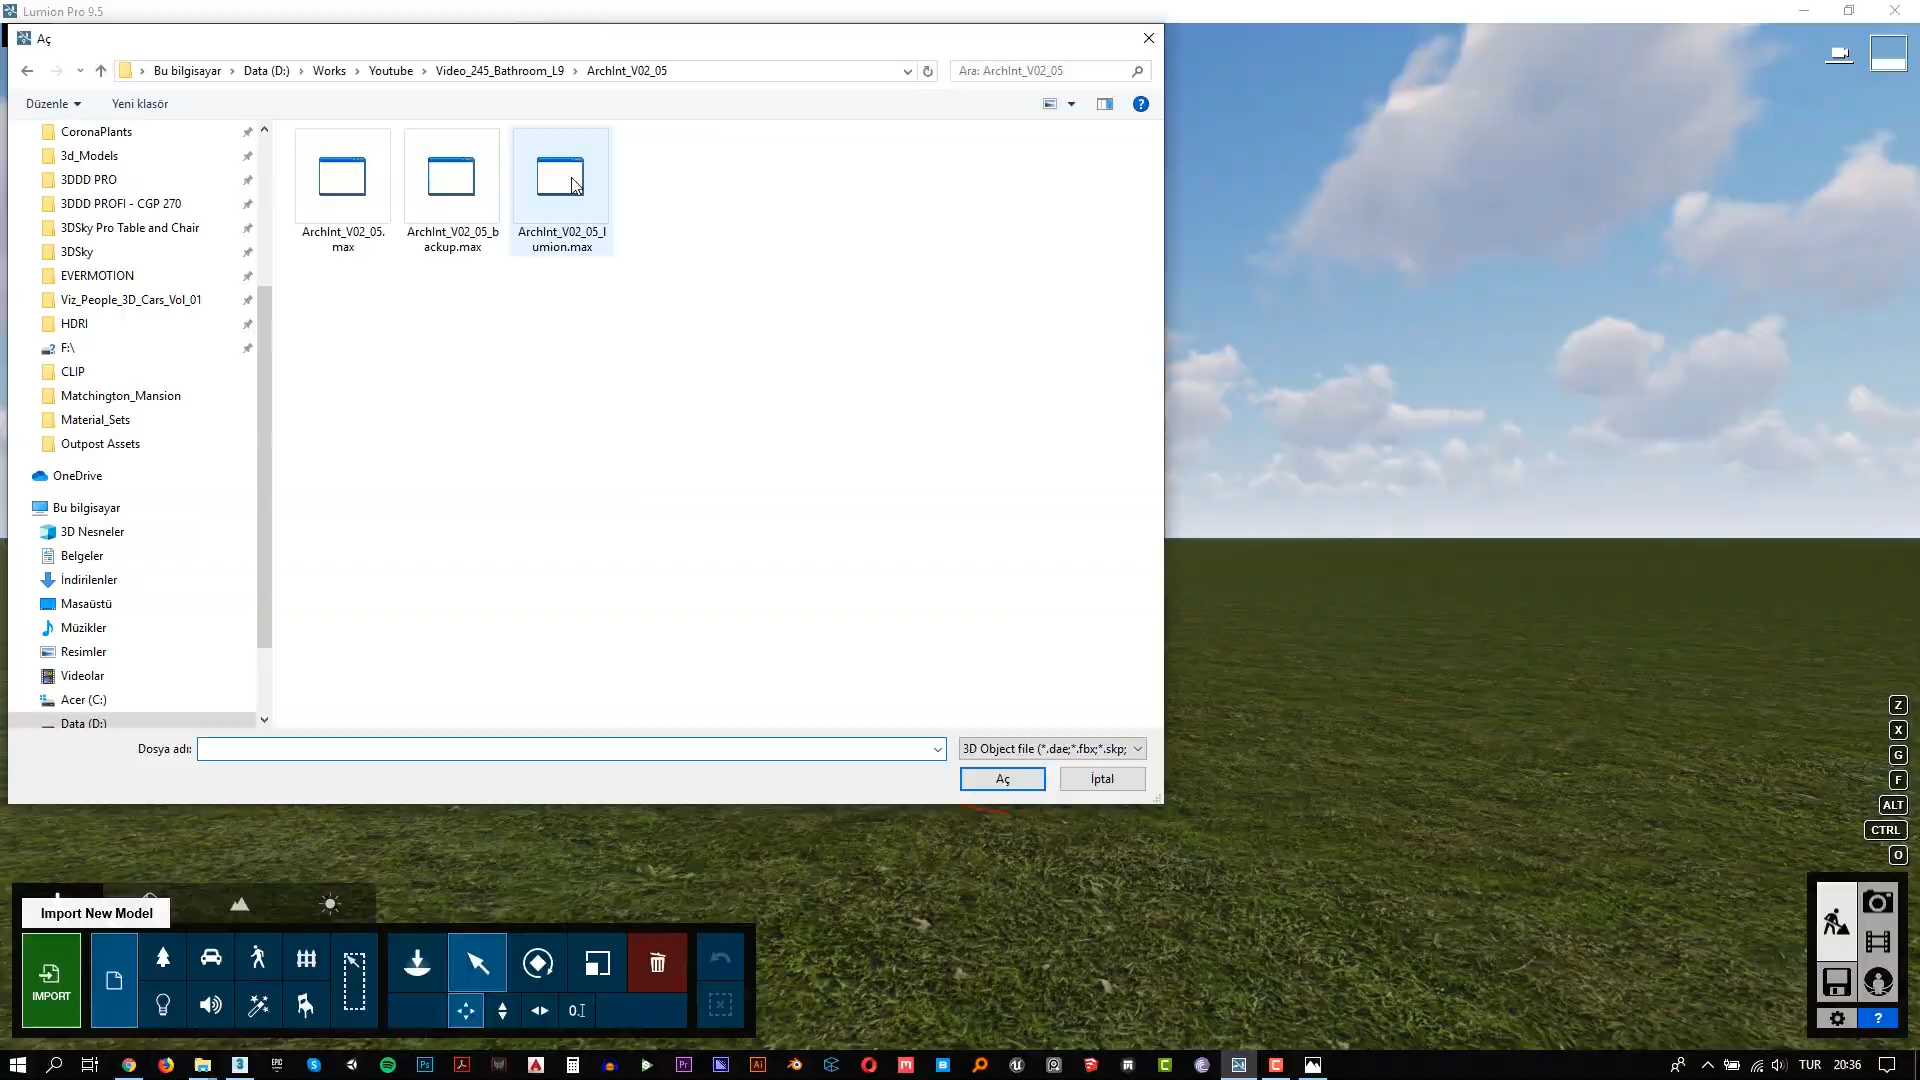 Lumion Pro 9.5
Aç
Bu bilgisayar
Data (D:)
Works
Youtube
Video_245_Bathroom_L9
ArchInt_V02_05
Ara: ArchInt_V02_05
Düzenle
Yeni klasör
?
CoronaPlants
3d_Models
3DDD PRO
3DDD PROFI - CGP 270
3DSky Pro Table and Chair
3DSky
EVERMOTION
Viz_People_3D_Cars_Vol_01
HDRI
F:\
CLIP
Matchington_Mansion
Material_Sets
Outpost Assets
OneDrive
Bu bilgisayar
3D Nesneler
Belgeler
İndirilenler
Masaüstü
Müzikler
Resimler
Videolar
Acer (C:)
Data (D:)
ArchInt_V02_05.
max
ArchInt_V02_05_b
ackup.max
ArchInt_V02_05_l
umion.max
Dosya adı:
3D Object file (*.dae;*.fbx;*.skp;
Aç
İptal
Z
X
G
F
ALT
CTRL
O
Import New Model
IMPORT
?
TUR
20:36